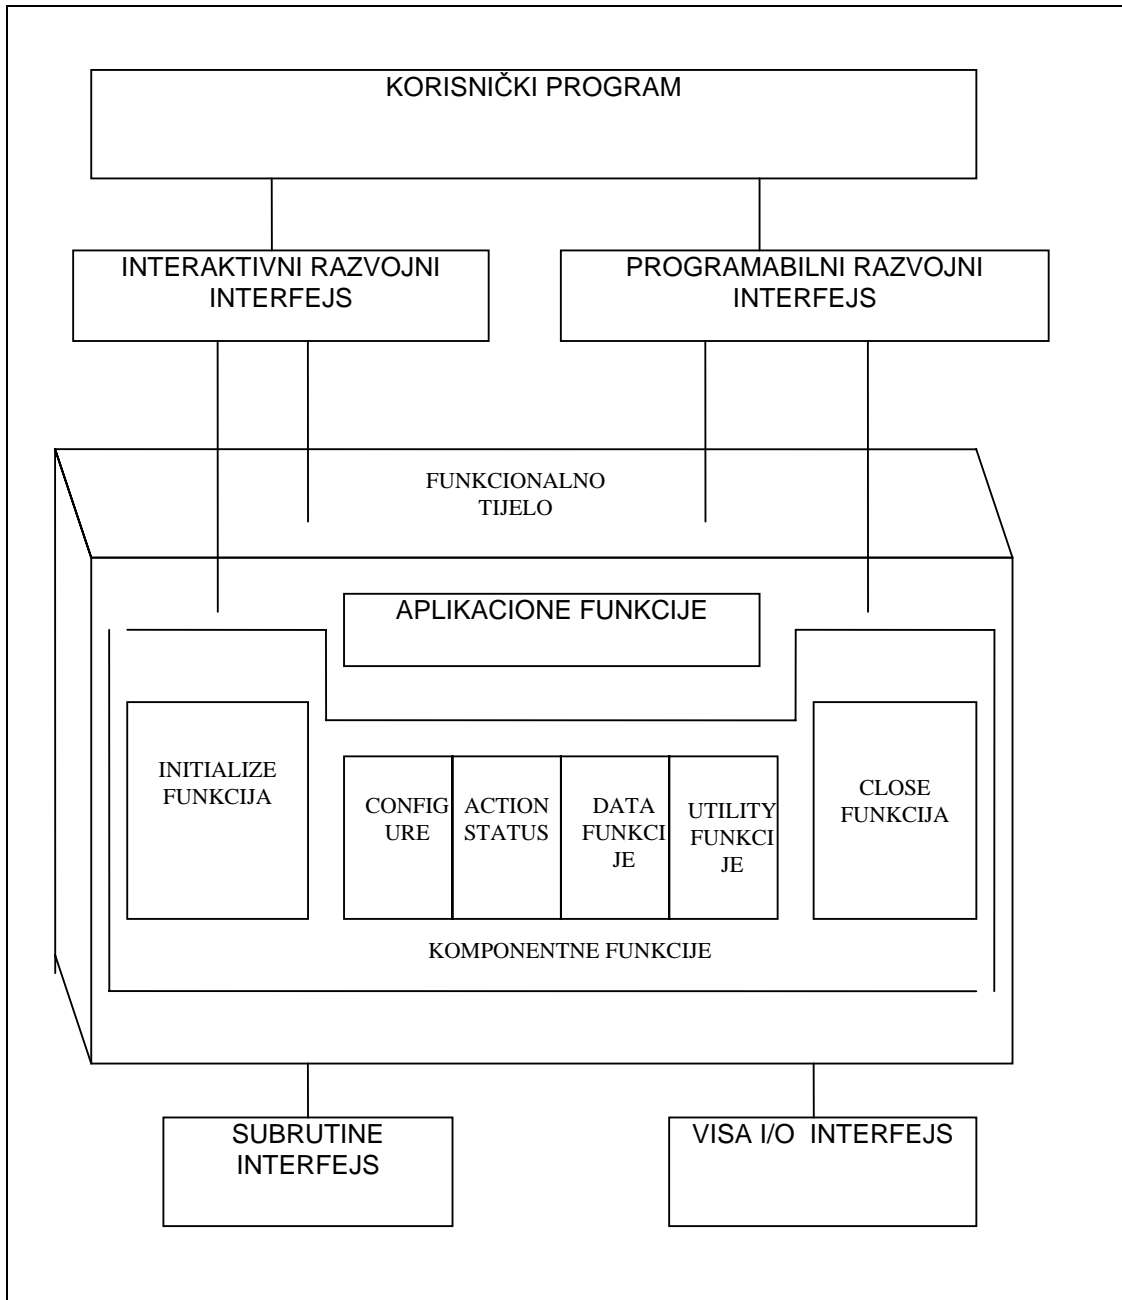 KORISNIČKI PROGRAM
INTERAKTIVNI RAZVOJNI
INTERFEJS
PROGRAMABILNI RAZVOJNI
INTERFEJS
FUNKCIONALNO
TIJELO
APLIKACIONE FUNKCIJE
INITIALIZE
FUNKCIJA
CONFIG
URE
ACTION
STATUS
DATA
FUNKCI
JE
UTILITY
FUNKCI
JE
CLOSE
FUNKCIJA
KOMPONENTNE FUNKCIJE
SUBRUTINE
INTERFEJS
VISA I/O  INTERFEJS